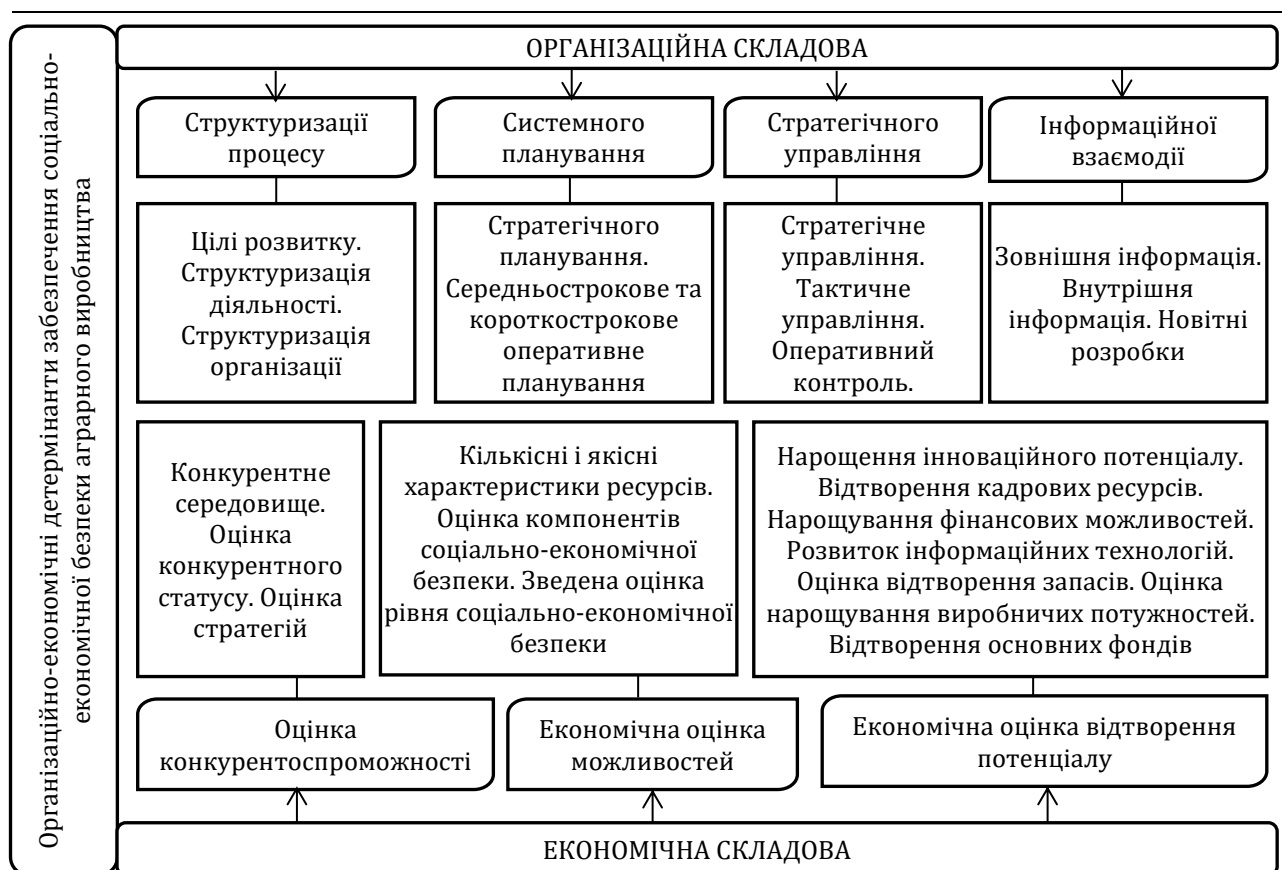 Організаційно-економічні детермінанти забезпечення соціально-
економічної безпеки аграрного виробництва
ОРГАНІЗАЦІЙНА СКЛАДОВА
Структуризації
процесу
Системного
планування
Стратегічного
управління
Інформаційної
взаємодії
Цілі розвитку.
Структуризація
діяльності.
Структуризація
організації
Стратегічного
планування.
Середньострокове та
короткострокове
оперативне
планування
Стратегічне
управління.
Тактичне
управління.
Оперативний
контроль.
Зовнішня інформація.
Внутрішня
інформація. Новітні
розробки
Конкурентне
середовище.
Оцінка
конкурентного
статусу. Оцінка
стратегій
Кількісні і якісні
характеристики ресурсів.
Оцінка компонентів
соціально-економічної
безпеки. Зведена оцінка
рівня соціально-економічної
безпеки
Нарощення інноваційного потенціалу.
Відтворення кадрових ресурсів.
Нарощування фінансових можливостей.
Розвиток інформаційних технологій.
Оцінка відтворення запасів. Оцінка
нарощування виробничих потужностей.
Відтворення основних фондів
Оцінка
конкурентоспроможності
Економічна оцінка
можливостей
Економічна оцінка відтворення
потенціалу
ЕКОНОМІЧНА СКЛАДОВА